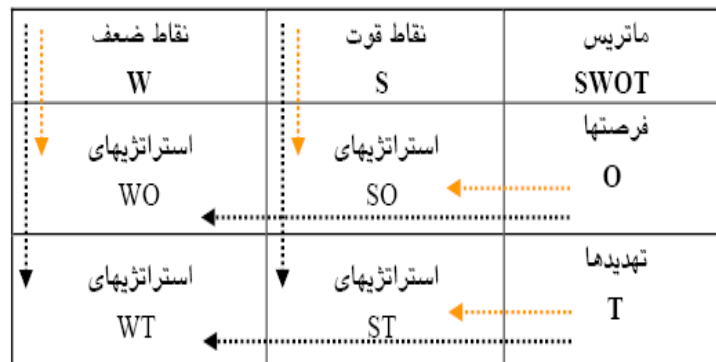 ماتریس
SWOT
نقاط قوت
S
نقاط ضعف
W
فرصتها
O
استراتژیهای
SO
استراتژیهای
WO
تهدیدها
T
استراتژیهای
ST
استراتژیهای
WT